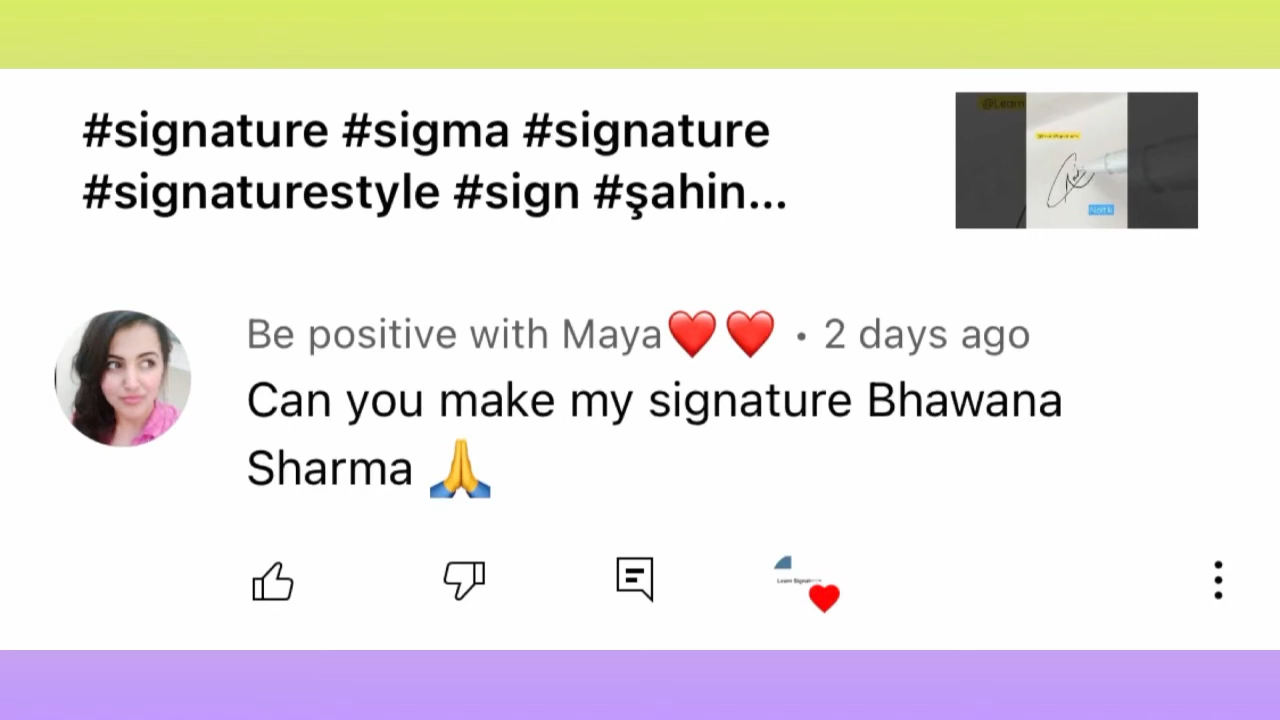 #signature #sigma #signature
#signaturestyle #sign #şahin...
@Learn
Be positive with Maya❤️❤️ • 2 days ago
Can you make my signature Bhawana
Sharma 🙏